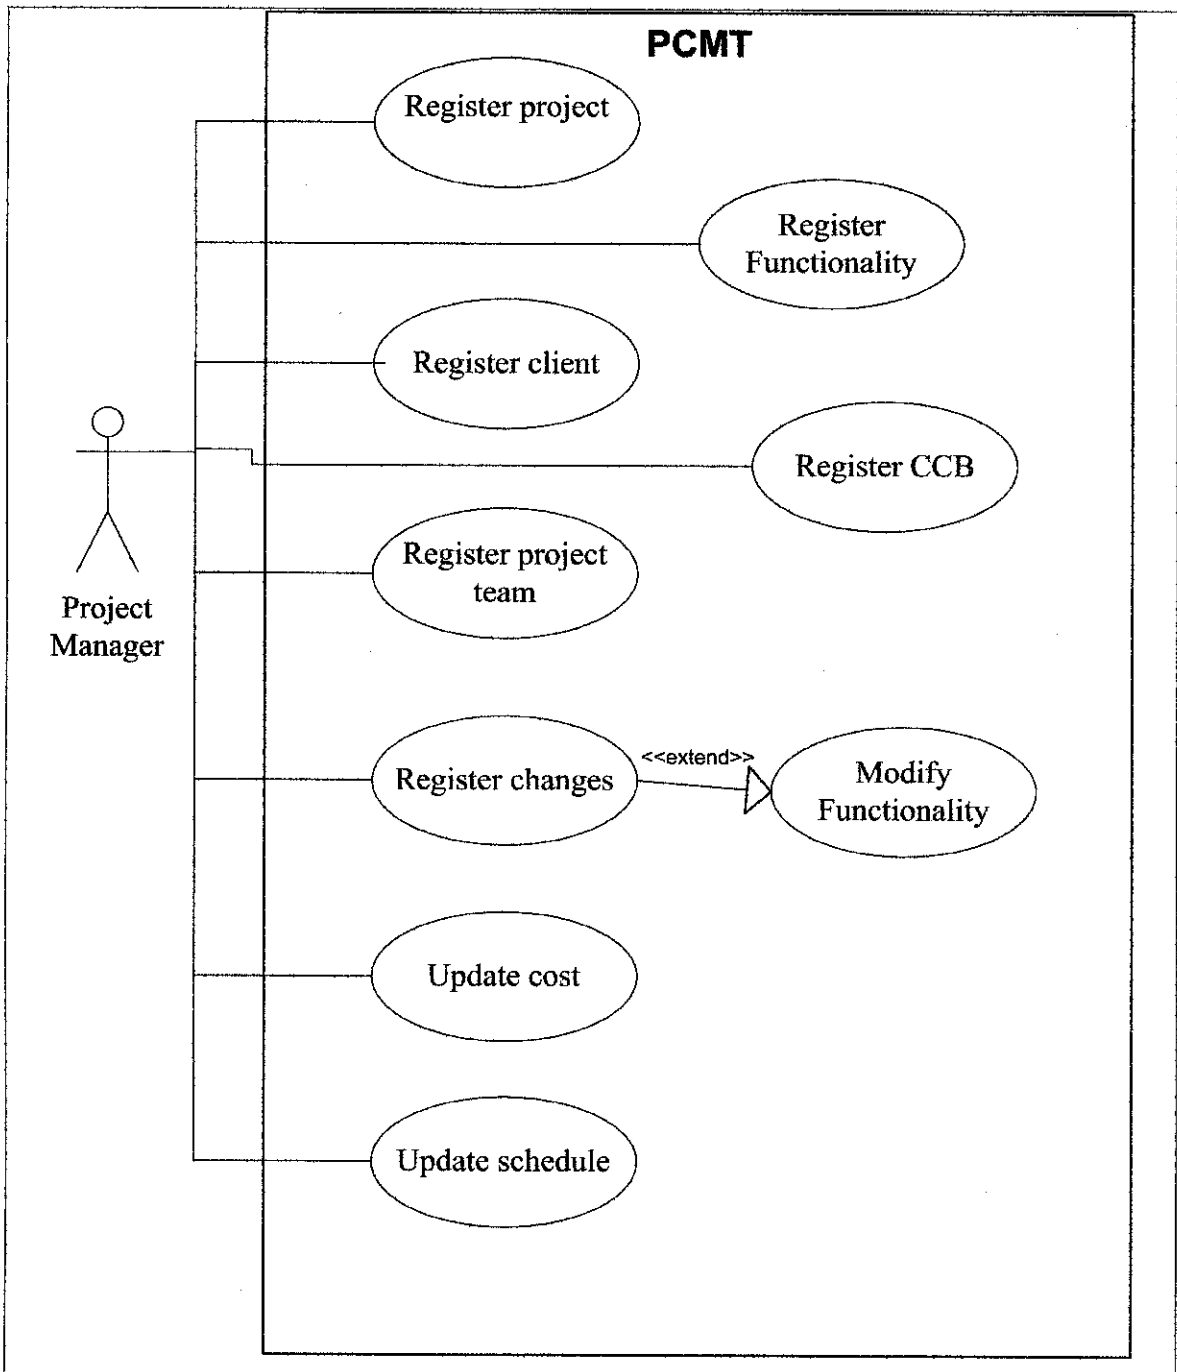 PCMT
Register project
Register
Functionality
Register client
Register CCB
Register project
team
Project
Manager
Register changes
<<extend>>
Modify
Functionality
Update cost
Update schedule